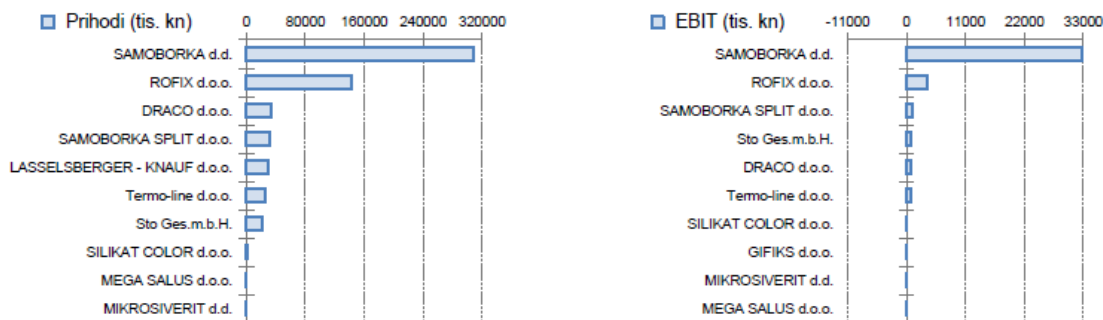 Prihodi (tis. kn)
0 80000 160000 240000 320000
SAMOBORKA d.d.
ROFIX d.o.o.
DRACO d.o.o.
SAMOBORKA SPLIT d.o.o.
LASSELSBERGER - KNAUF d.o.o.
Termo-line d.o.o.
Sto Ges.m.b.H.
SILIKAT COLOR d.o.o.
MEGA SALUS d.o.o.
MIKROSIVERIT d.d.
EBIT (tis. kn)
-11000 0 11000 22000 33000
SAMOBORKA d.d.
ROFIX d.o.o.
SAMOBORKA SPLIT d.o.o.
Sto Ges.m.b.H.
DRACO d.o.o.
Termo-line d.o.o.
SILIKAT COLOR d.o.o.
GIFIKS d.o.o.
MIKROSIVERIT d.d.
MEGA SALUS d.o.o.